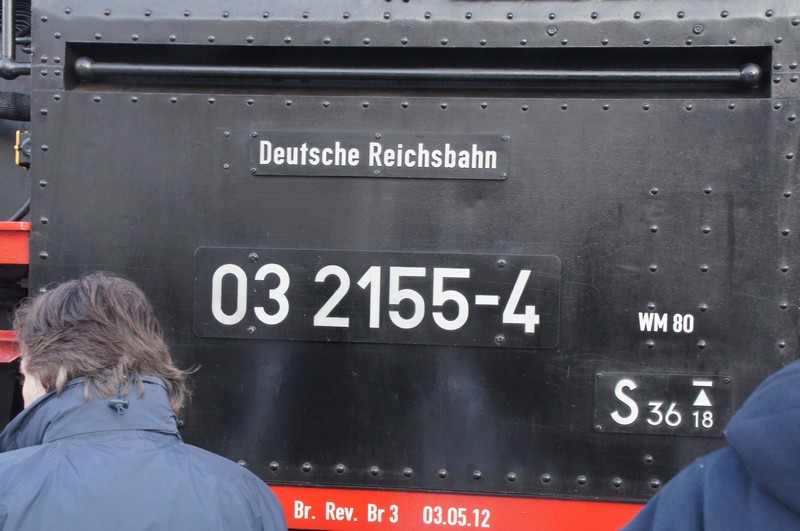 Deutsche Reichsbahn
03 2155-4
WM 80
S 36 18
Br. Rev. Br 3 03.05.12